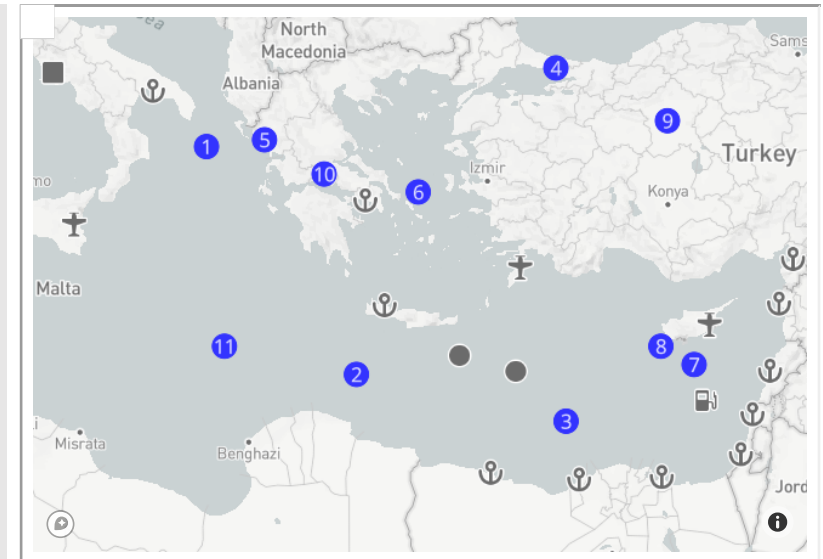 North
Macedonia
Sams
4
Albania
9
5
1
Turkey
10
Izmir
mo
6
Konya
Malta
11
8
7
2
3
Misrata
Benghazi
Jord